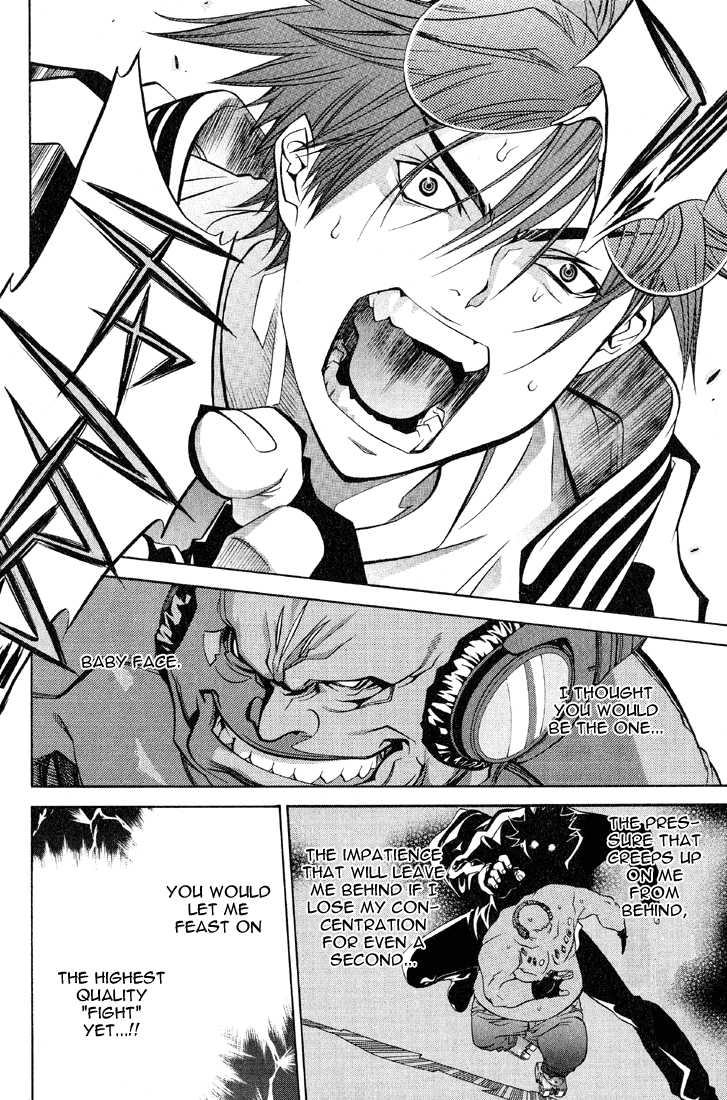 I THOUGHT
YOU WOULD
BE THE ONE...
BABY FACE.
THE PRES-
SURE THAT
CREEPS UP
ON ME
FROM
BEHIND,
THE IMPATIENCE
THAT WILL LEAVE
ME BEHIND IF I
LOSE MY CON-
CENTRATION
FOR EVEN A
SECOND...
YOU WOULD
LET ME
FEAST ON
THE HIGHEST
QUALITY
"FIGHT"
YET...!!